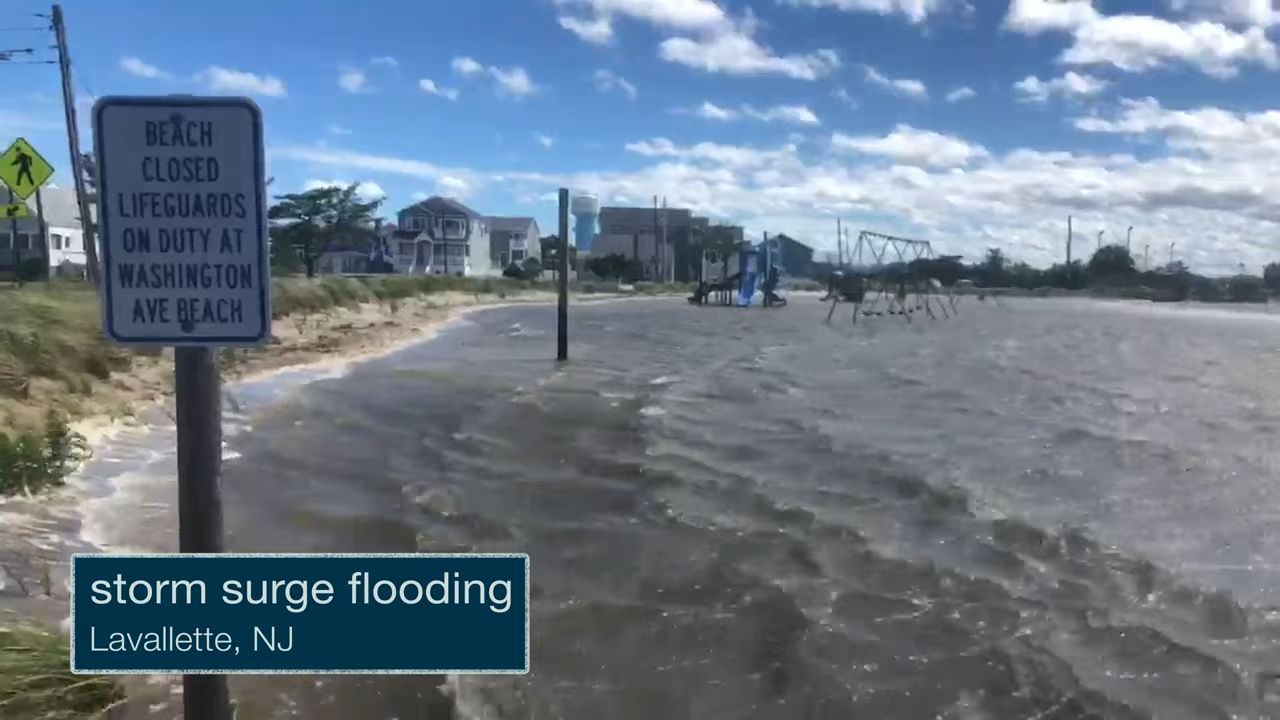 BEACH
CLOSED
LIFEGUARDS
ON DUTY AT
WASHINGTON
AVE BEACH
storm surge flooding
Lavallette, NJ